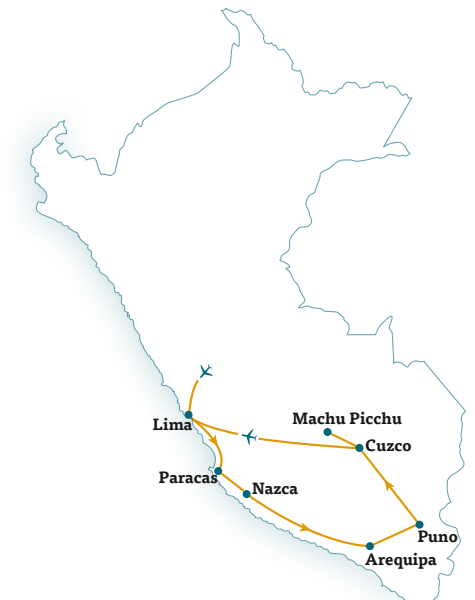 Machu Picchu
Lima
Cuzco
Paracas
Nazca
Puno
Arequipa